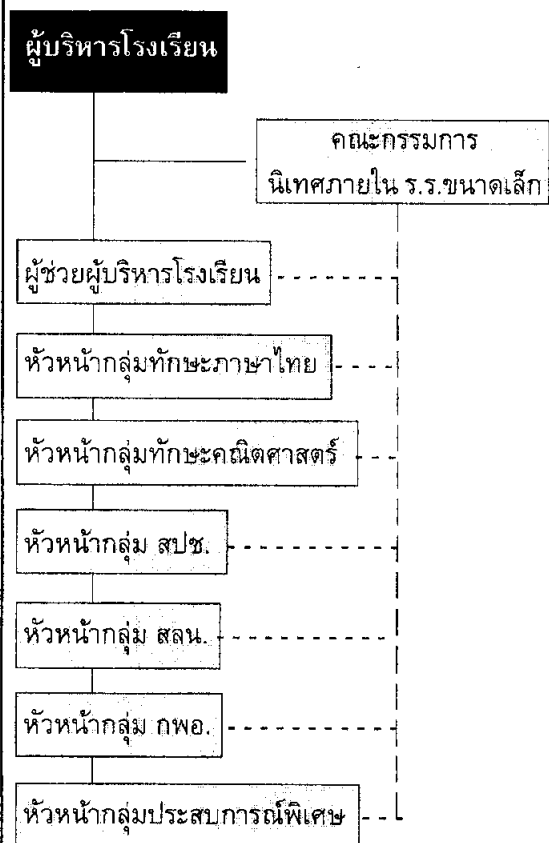 ผู้บริหารโรงเรียน
คณะกรรมการ
นิเทศภายใน ร.ร.ขนาดเล็ก
ผู้ช่วยผู้บริหารโรงเรียน
หัวหน้ากลุ่มทักษะภาษาไทย
หัวหน้ากลุ่มทักษะคณิตศาสตร์
หัวหน้ากลุ่ม สปช.
หัวหน้ากลุ่ม สลน.
หัวหน้ากลุ่ม กพอ.
หัวหน้ากลุ่มประสบการณ์พิเศษ